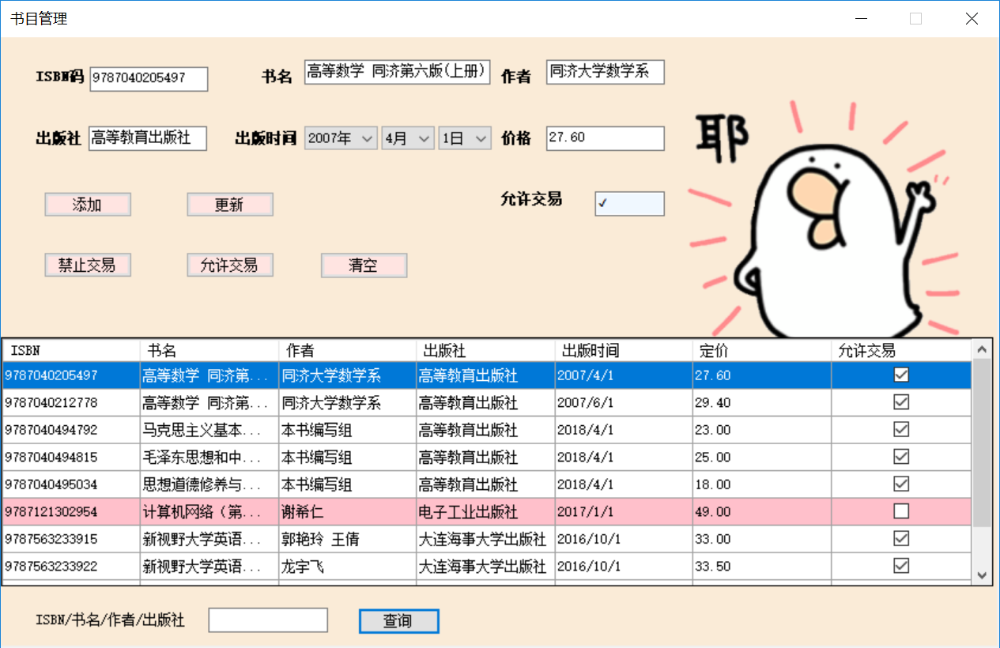 书目管理
ISBN码 9787040205497 书名 高等数学 同济第六版(上册) 作者 同济大学数学系
出版社 高等教育出版社 出版时间 2007年 4月 1日 价格 27.60
耶
添加 更新 允许交易 ✓
禁止交易 允许交易 清空
ISBN 书名 作者 出版社 出版时间 定价 允许交易
9787040205497 高等数学 同济第... 同济大学数学系 高等教育出版社 2007/4/1 27.60
9787040212778 高等数学 同济第... 同济大学数学系 高等教育出版社 2007/6/1 29.40
9787040494792 马克思主义基本... 本书编写组 高等教育出版社 2018/4/1 23.00
9787040494815 毛泽东思想和中... 本书编写组 高等教育出版社 2018/4/1 25.00
9787040495034 思想道德修养与... 本书编写组 高等教育出版社 2018/4/1 18.00
9787121302954 计算机网络（第... 谢希仁 电子工业出版社 2017/1/1 49.00
9787563233915 新视野大学英语... 郭艳玲 王倩 大连海事大学出版社 2016/10/1 33.00
9787563233922 新视野大学英语... 龙宇飞 大连海事大学出版社 2016/10/1 33.50
ISBN/书名/作者/出版社 查询